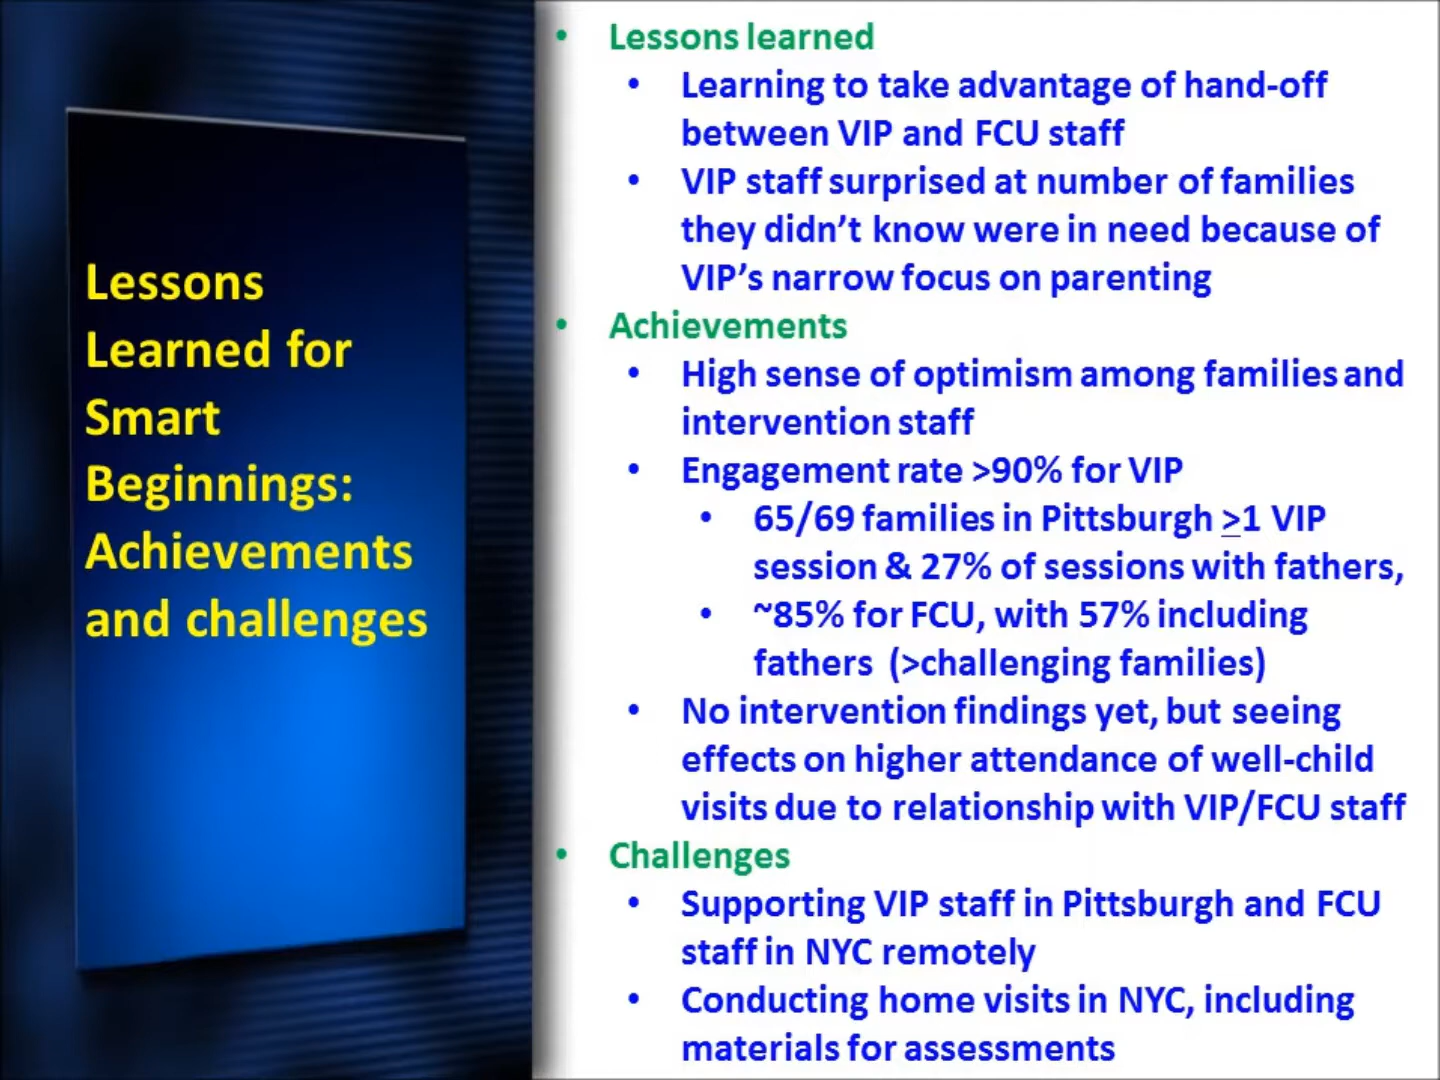 Lessons
Learned for
Smart
Beginnings:
Achievements
and challenges
• Lessons learned
• Learning to take advantage of hand-off
between VIP and FCU staff
• VIP staff surprised at number of families
they didn’t know were in need because of
VIP’s narrow focus on parenting
• Achievements
• High sense of optimism among families and
intervention staff
• Engagement rate >90% for VIP
• 65/69 families in Pittsburgh >1 VIP
session & 27% of sessions with fathers,
• ~85% for FCU, with 57% including
fathers (>challenging families)
• No intervention findings yet, but seeing
effects on higher attendance of well-child
visits due to relationship with VIP/FCU staff
• Challenges
• Supporting VIP staff in Pittsburgh and FCU
staff in NYC remotely
• Conducting home visits in NYC, including
materials for assessments